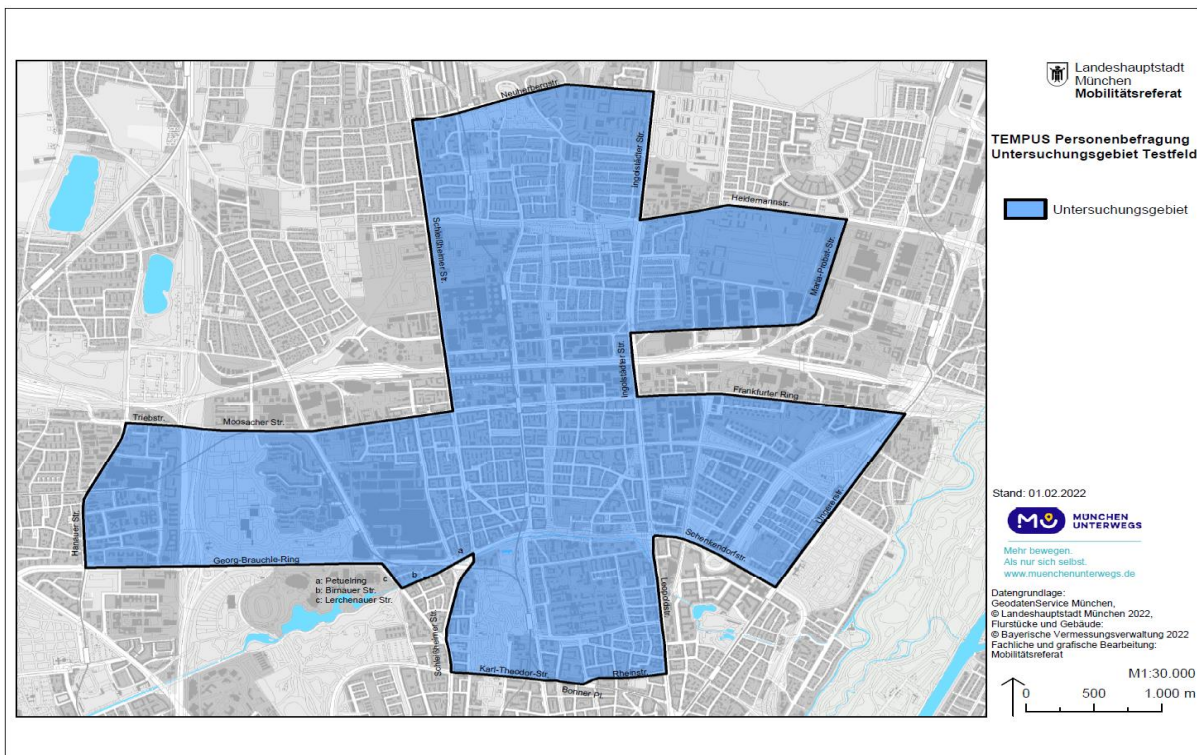 Landeshauptstadt
München
Mobilitätsreferat
TEMPUS Personenbefragung
Untersuchungsgebiet Testfeld
Untersuchungsgebiet
Neuherbergstr.
Ingolstädter Str.
Heidemannstr.
Schleißheimer Str.
Maria-Probst-Str.
Ingolstädter Str.
Frankfurter Ring
Triebstr.
Moosacher Str.
Ungererstr.
Hanauer Str.
Schenkendorfstr.
Georg-Brauchle-Ring
a
b
c
a: Petuelring
b: Birnauer Str.
c: Lerchenauer Str.
Leopoldstr.
Schleißheimer Str.
Karl-Theodor-Str.
Rheinstr.
Bonner Pl.
Stand: 01.02.2022
MÜNCHEN
UNTERWEGS
Mehr bewegen.
Als nur sich selbst.
www.muenchenunterwegs.de
Datengrundlage:
GeodatenService München,
© Landeshauptstadt München 2022,
Flurstücke und Gebäude:
© Bayerische Vermessungsverwaltung 2022
Fachliche und grafische Bearbeitung:
Mobilitätsreferat
M1:30.000
0 500 1.000 m